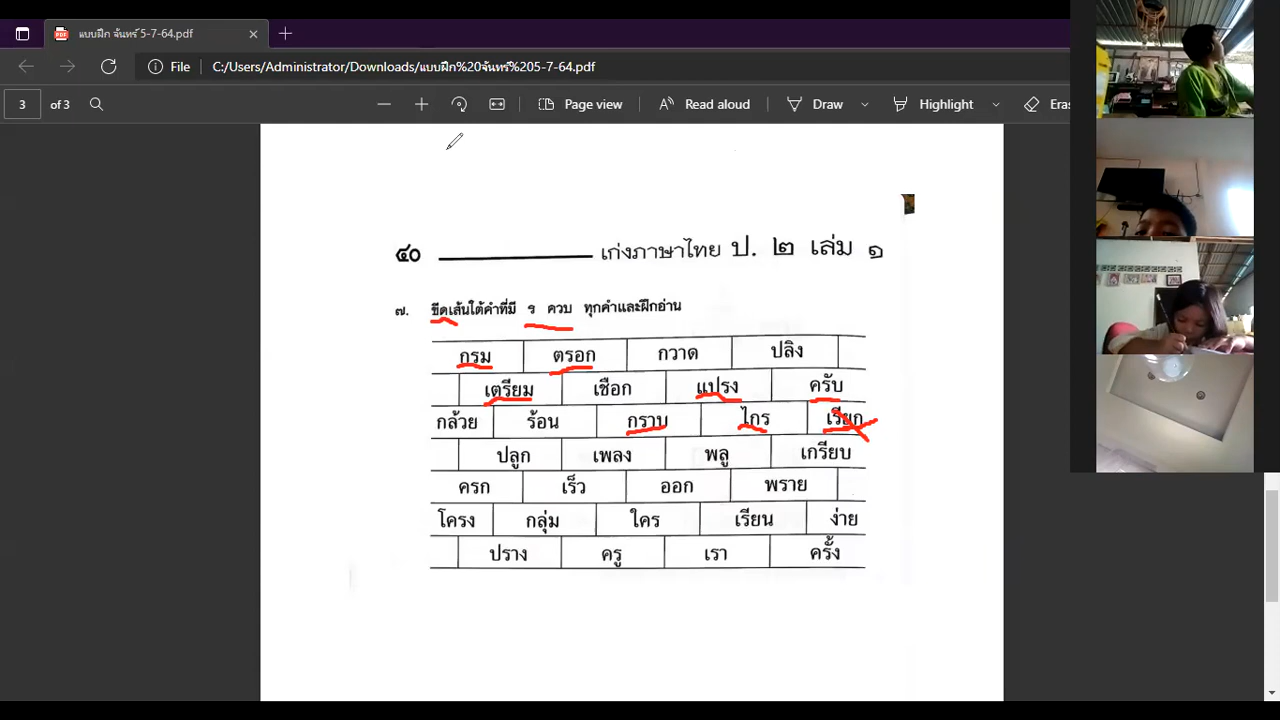 แบบฝึก จันทร์ 5-7-64.pdf
File C:/Users/Administrator/Downloads/แบบฝึก%20จันทร์%205-7-64.pdf
3 of 3 Page view Read aloud Draw Highlight Eras
๔๐ เก่งภาษาไทย ป. ๒ เล่ม ๑
๗. ขีดเส้นใต้คำที่มี ร ควบ ทุกคำและฝึกอ่าน
กรม ตรอก กวาด ปลิง
เตรียม เชือก แปรง ครับ
กล้วย ร้อน กราบ ไกร เรียก
ปลูก เพลง พลู เกรียบ
ครก เร็ว ออก พราย
โครง กลุ่ม ใคร เรียน ง่าย
ปราง ครู เรา ครั้ง